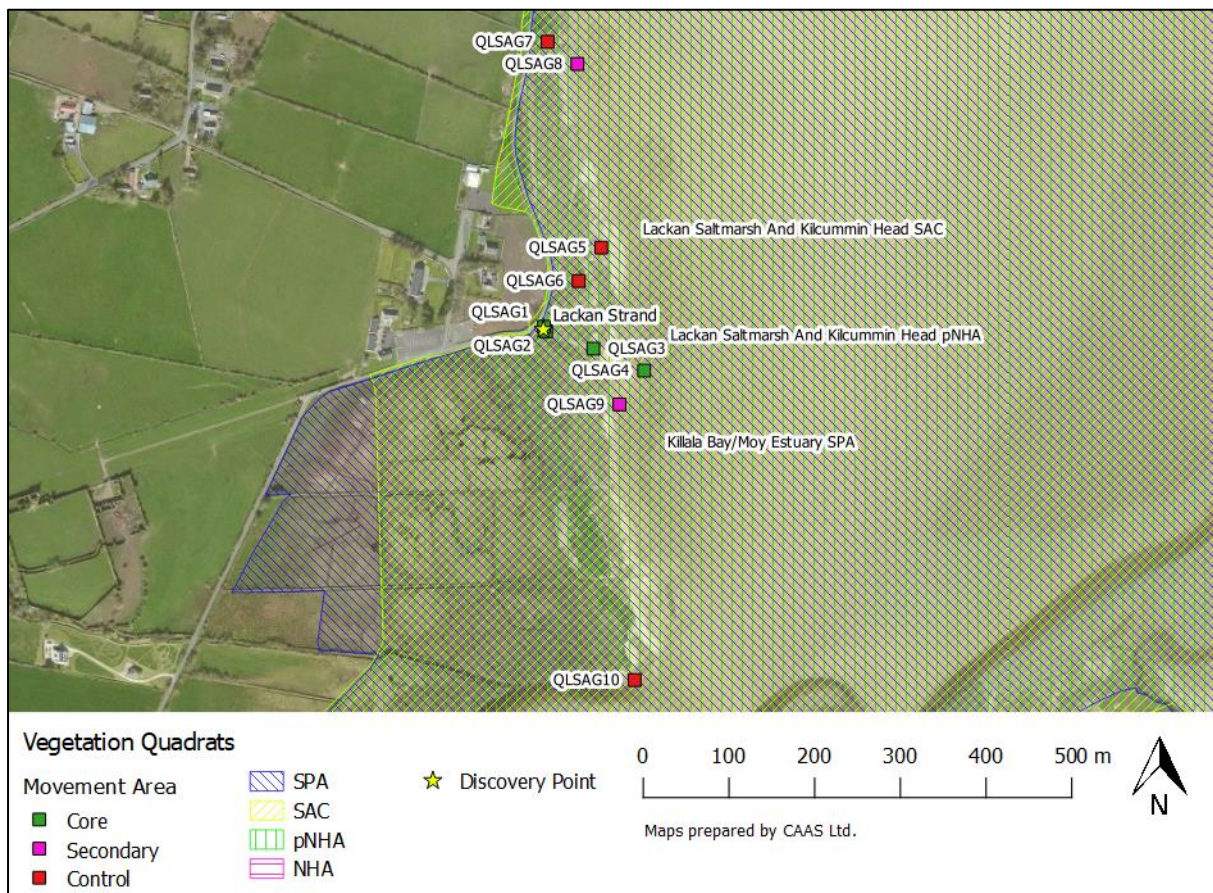 QLSAG7
QLSAG8
Lackan Saltmarsh And Kilcummin Head SAC
QLSAG5
QLSAG6
QLSAG1
Lackan Strand
Lackan Saltmarsh And Kilcummin Head pNHA
QLSAG2
QLSAG3
QLSAG4
QLSAG9
Killala Bay/Moy Estuary SPA
QLSAG10
Vegetation Quadrats
Movement Area
Core
Secondary
Control
SPA
SAC
pNHA
NHA
Discovery Point
0 100 200 300 400 500 m
Maps prepared by CAAS Ltd.
N